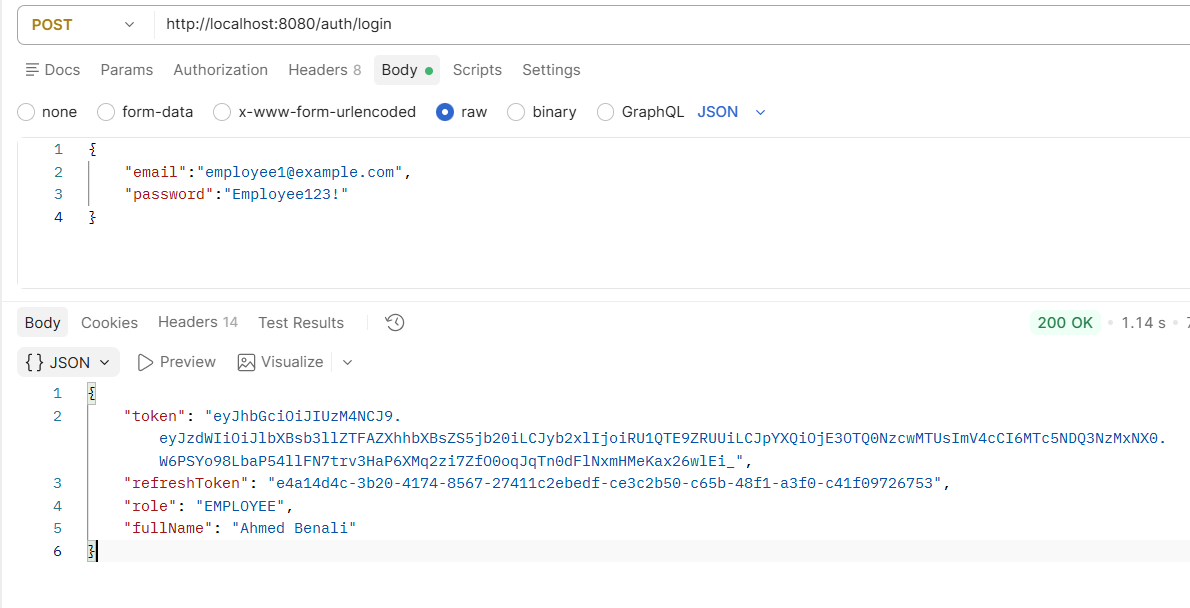 POST http://localhost:8080/auth/login
Docs Params Authorization Headers 8 Body Scripts Settings
none form-data x-www-form-urlencoded raw binary GraphQL JSON
1 {
2 "email":"employee1@example.com",
3 "password":"Employee123!"
4 }
Body Cookies Headers 14 Test Results 200 OK • 1.14 s •
{} JSON Preview Visualize
1 {
2 "token": "eyJhbGciOiJIUzM4NCJ9.
eyJzdWIiOiJlbXBsb3llZTFAZXhhbXBsZS5jb20iLCJyb2xlIjoiRU1QTE9ZRUUiLCJpYXQiOjE3OTQ0NzcwMTUsImV4cCI6MTc5NDQ3NzMxNX0.
W6PSYo98LbaP54llFN7trv3HaP6XMq2zi7ZfO0oqJqTn0dFlNxmHMeKax26wlEi_",
3 "refreshToken": "e4a14d4c-3b20-4174-8567-27411c2ebedf-ce3c2b50-c65b-48f1-a3f0-c41f09726753",
4 "role": "EMPLOYEE",
5 "fullName": "Ahmed Benali"
6 }